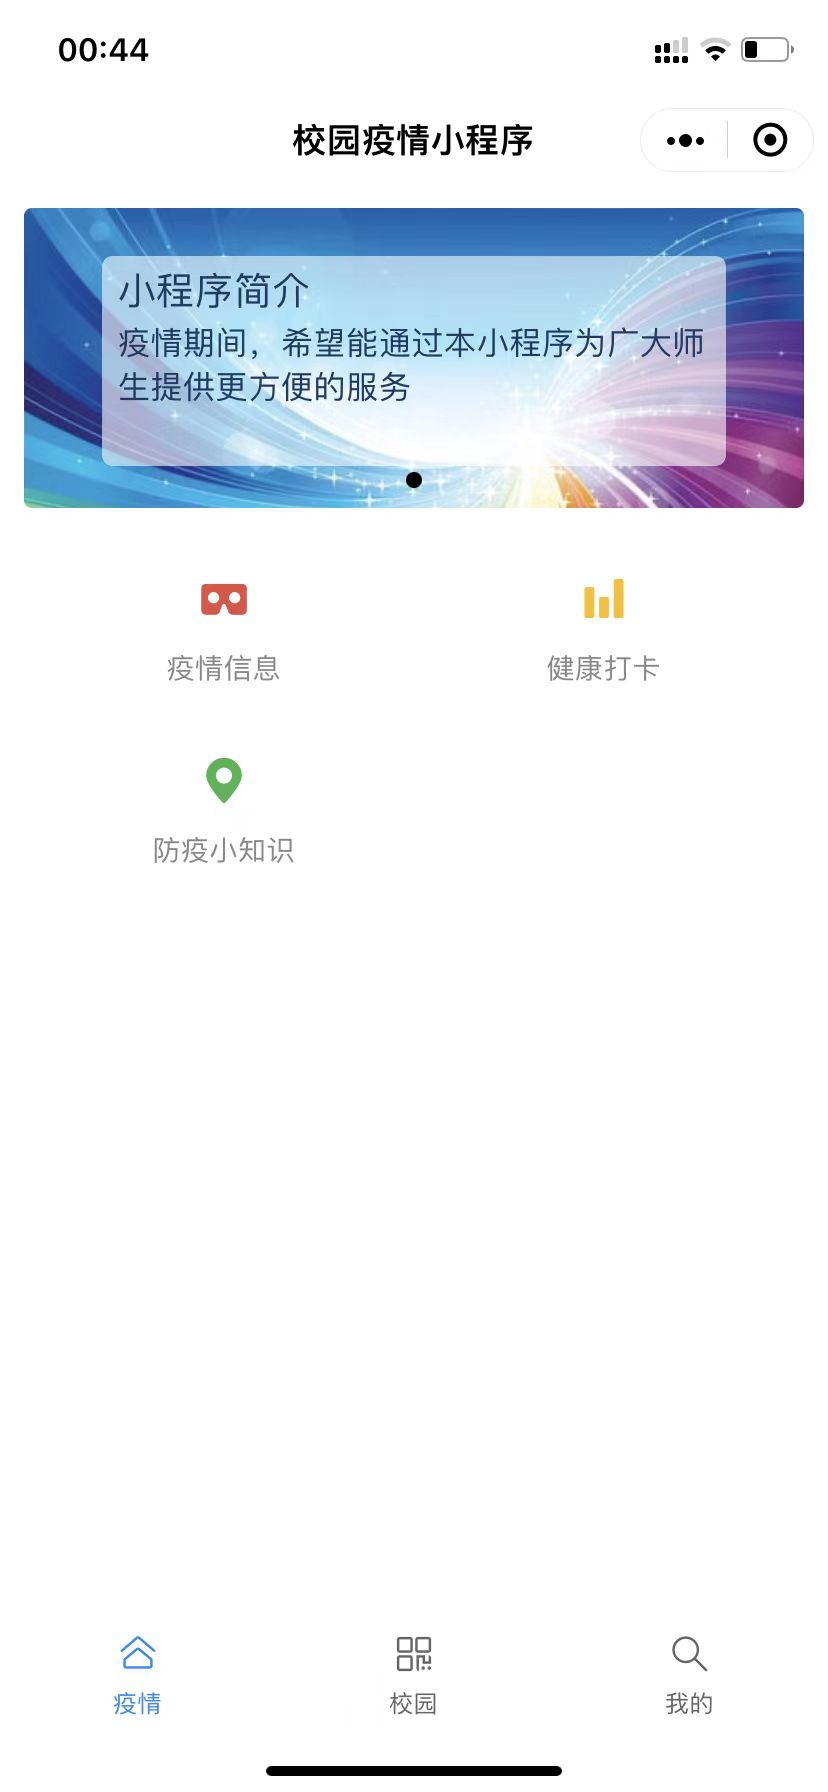 00:44
校园疫情小程序
小程序简介
疫情期间，希望能通过本小程序为广大师
生提供更方便的服务
疫情信息
健康打卡
防疫小知识
疫情
校园
我的